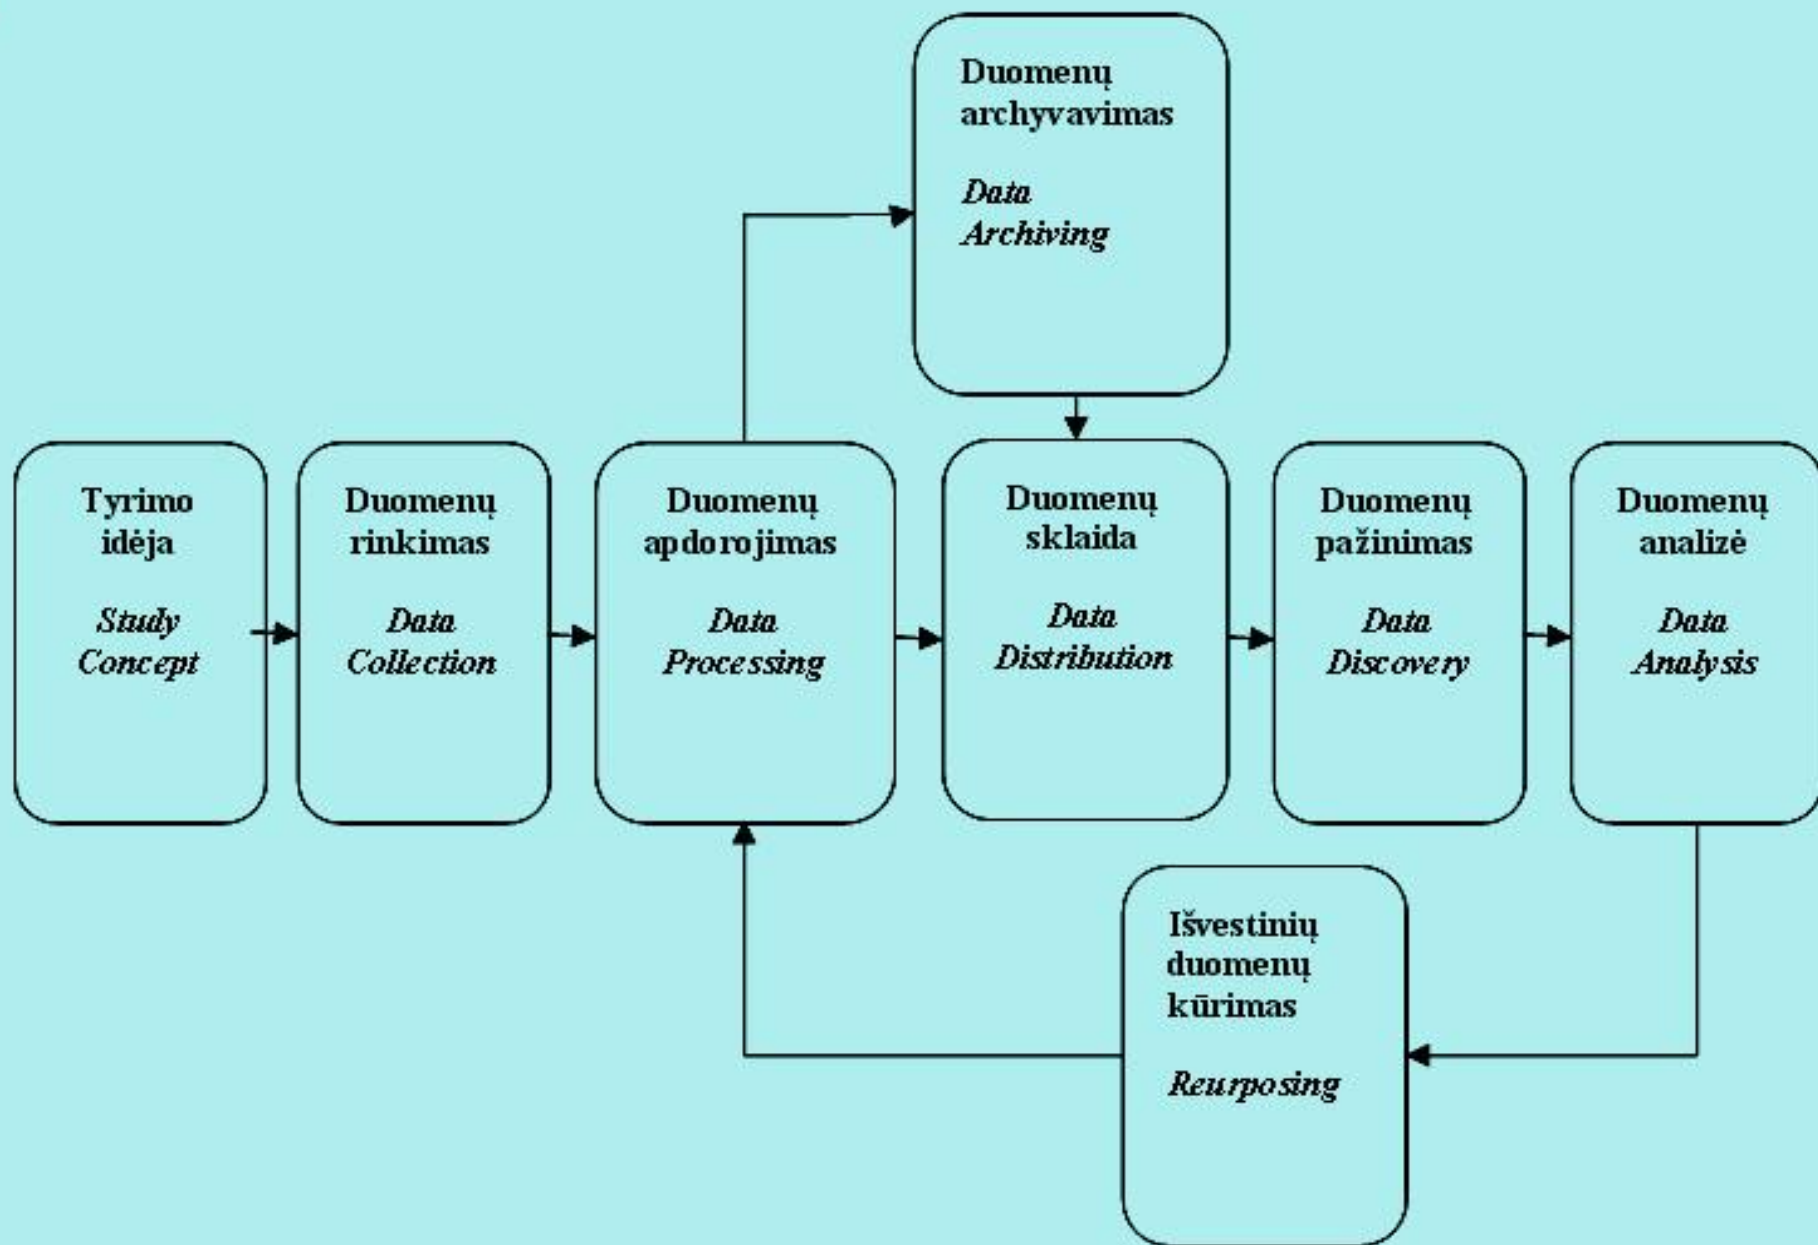 Duomenų
archyvavimas
Data
Archiving
Tyrimo
idėja
Study
Concept
Duomenų
rinkimas
Data
Collection
Duomenų
apdorojimas
Data
Processing
Duomenų
sklaida
Data
Distribution
Duomenų
pažinimas
Data
Discovery
Duomenų
analizė
Data
Analysis
Išvestinių
duomenų
kūrimas
Reurposing